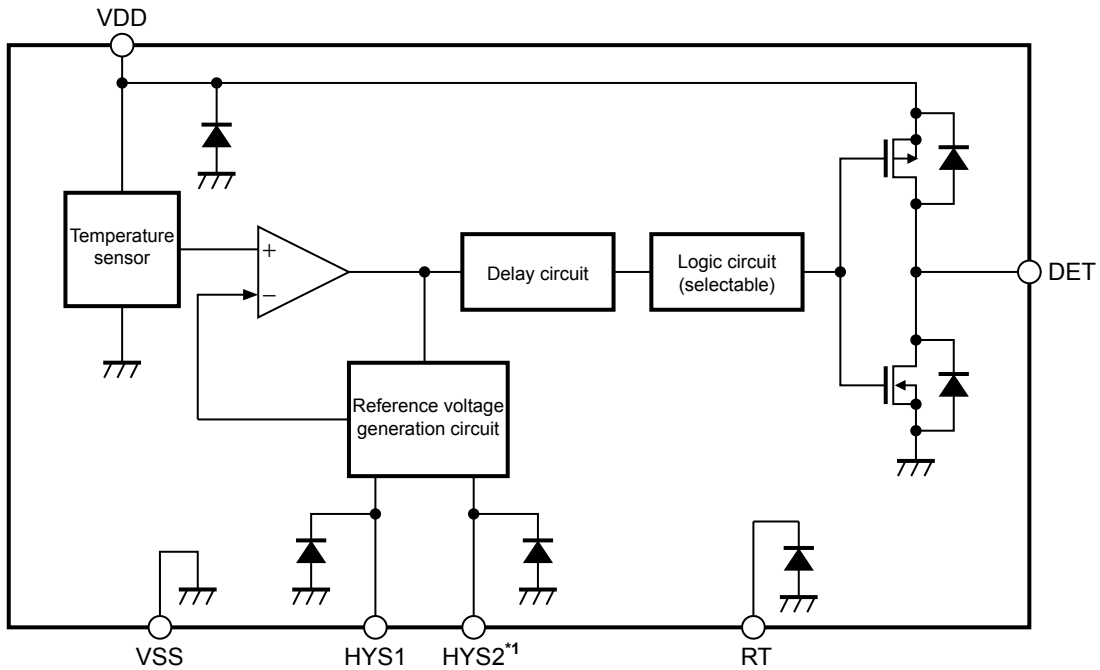 VDD
Temperature
sensor
+
−
Delay circuit
Logic circuit
(selectable)
DET
Reference voltage
generation circuit
VSS
HYS1
HYS2*1
RT